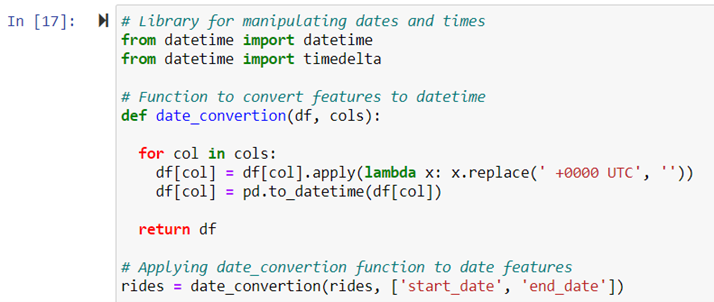 In [17]:
# Library for manipulating dates and times
from datetime import datetime
from datetime import timedelta
# Function to convert features to datetime
def date_convertion(df, cols):
for col in cols:
df[col] = df[col].apply(lambda x: x.replace(' +0000 UTC', ''))
df[col] = pd.to_datetime(df[col])
return df
# Applying date_convertion function to date features
rides = date_convertion(rides, ['start_date', 'end_date'])